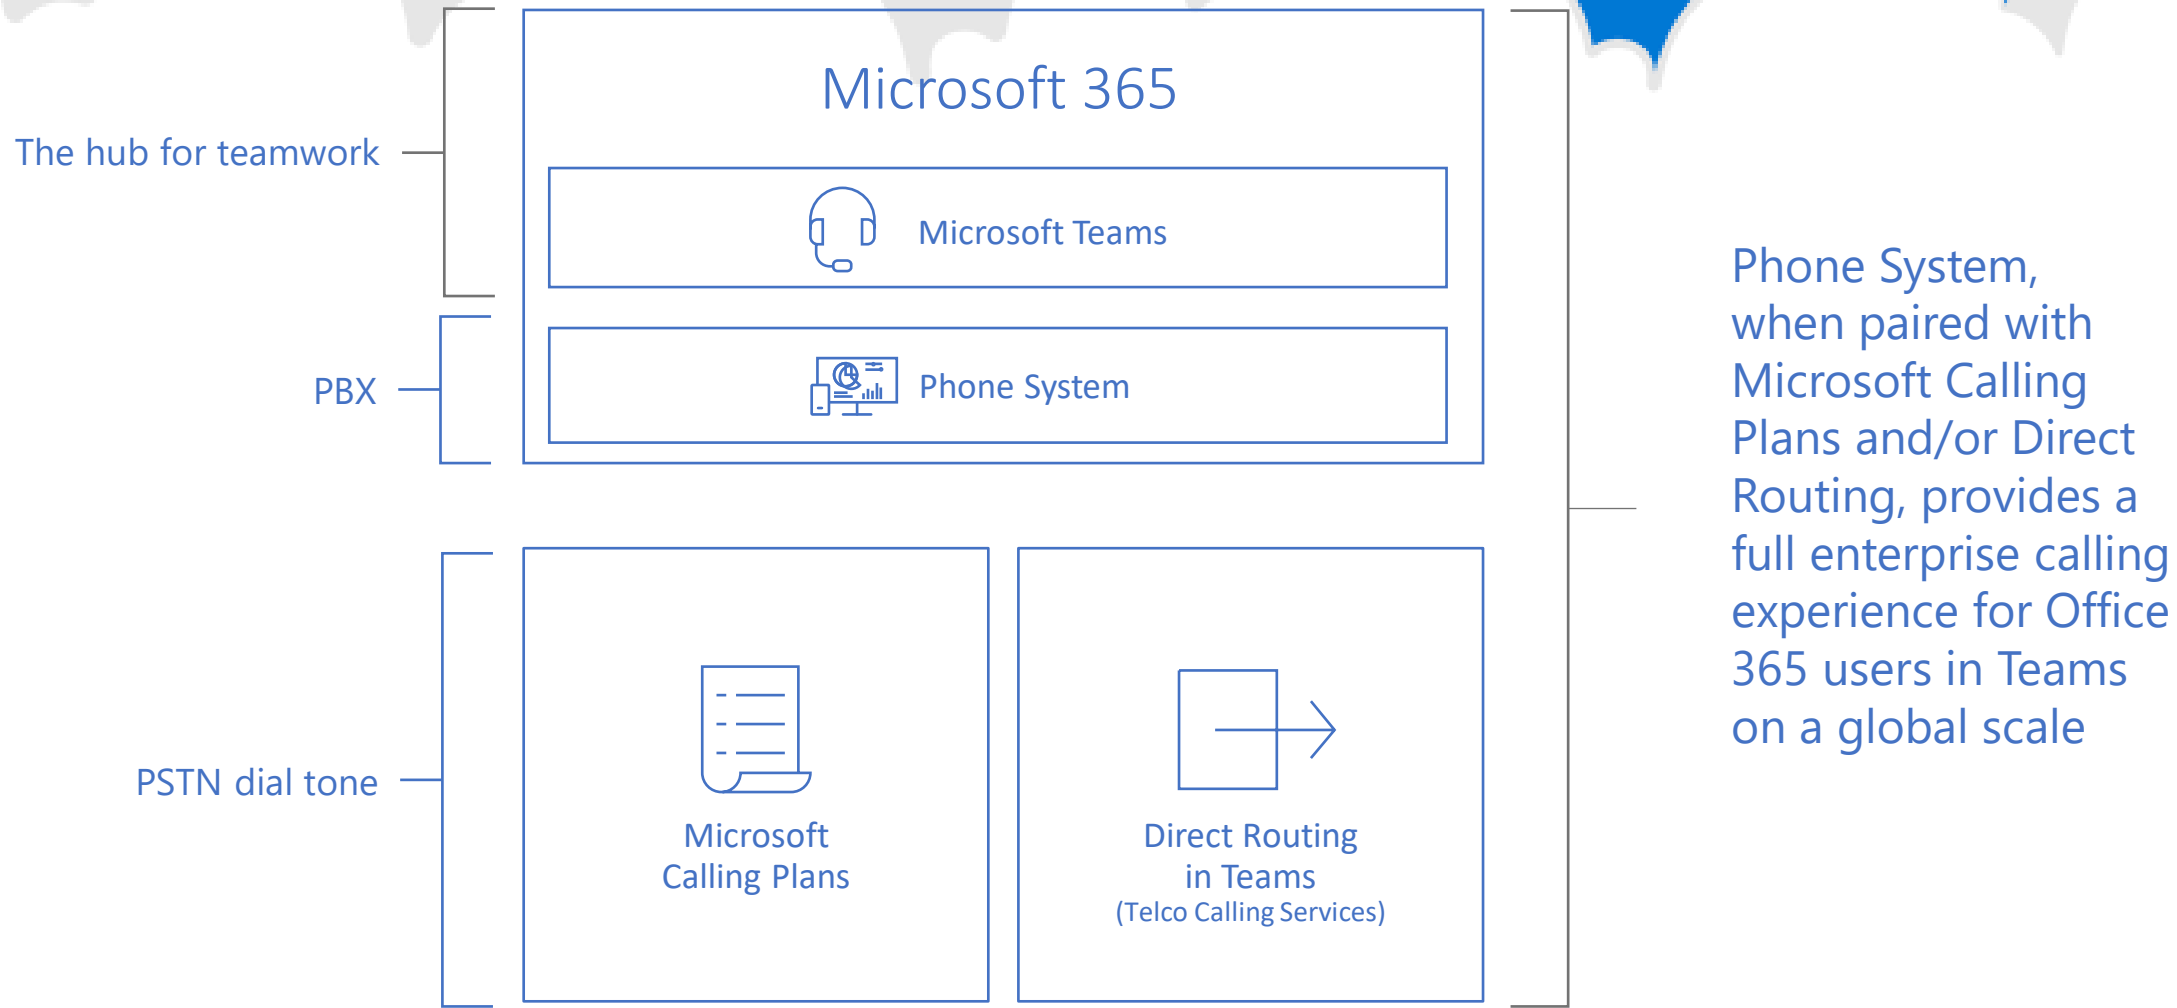 Microsoft 365
The hub for teamwork
Microsoft Teams
PBX
Phone System
PSTN dial tone
Microsoft
Calling Plans
Direct Routing
in Teams
(Telco Calling Services)
Phone System,
when paired with
Microsoft Calling
Plans and/or Direct
Routing, provides a
full enterprise calling
experience for Office
365 users in Teams
on a global scale